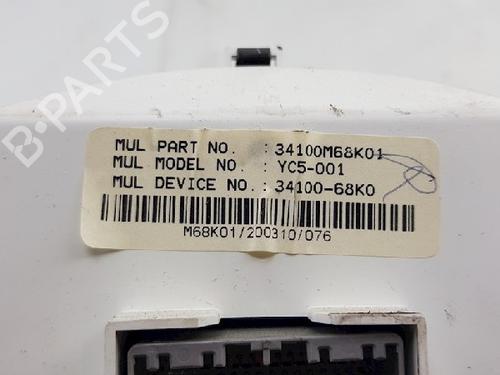 MUL PART NO. : 34100M68K01
MUL MODEL NO. : YC5-001
MUL DEVICE NO. : 34100-68K0
M68K01/200310/076
B-PARTS